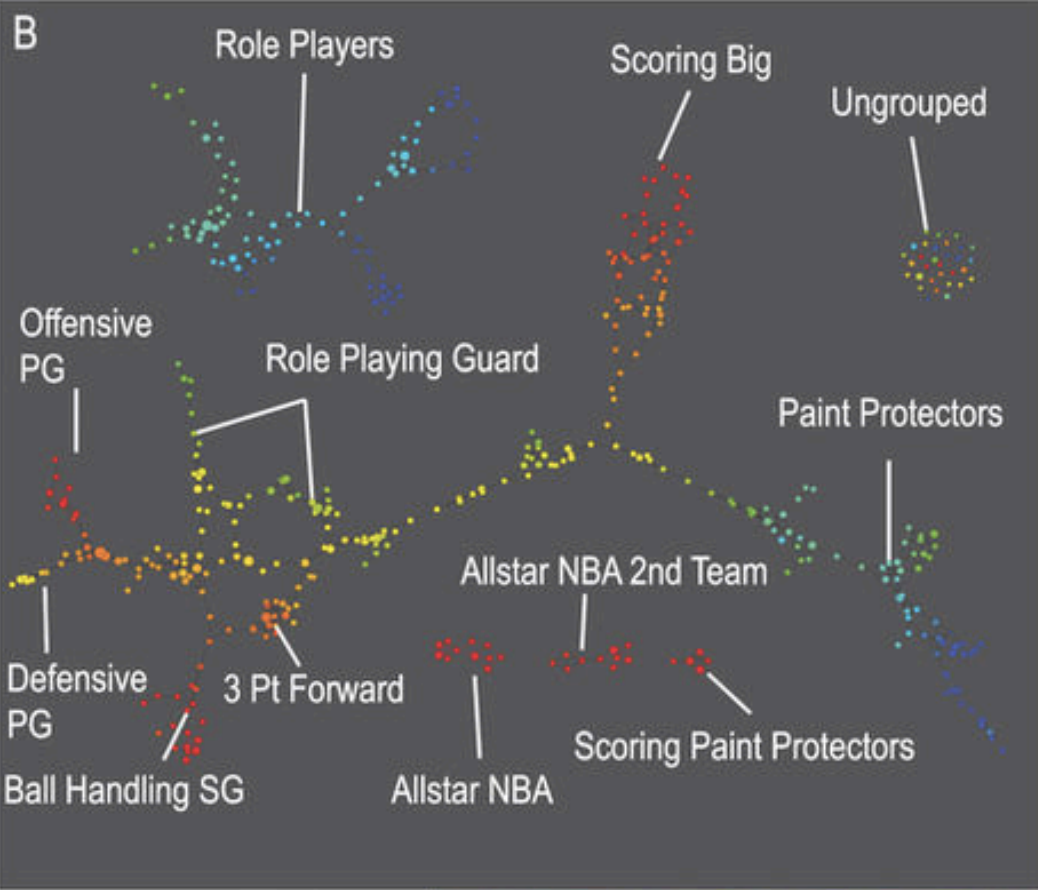 B
Role Players
Scoring Big
Ungrouped
Offensive
PG
Role Playing Guard
Paint Protectors
Allstar NBA 2nd Team
Defensive
PG
3 Pt Forward
Scoring Paint Protectors
Ball Handling SG
Allstar NBA